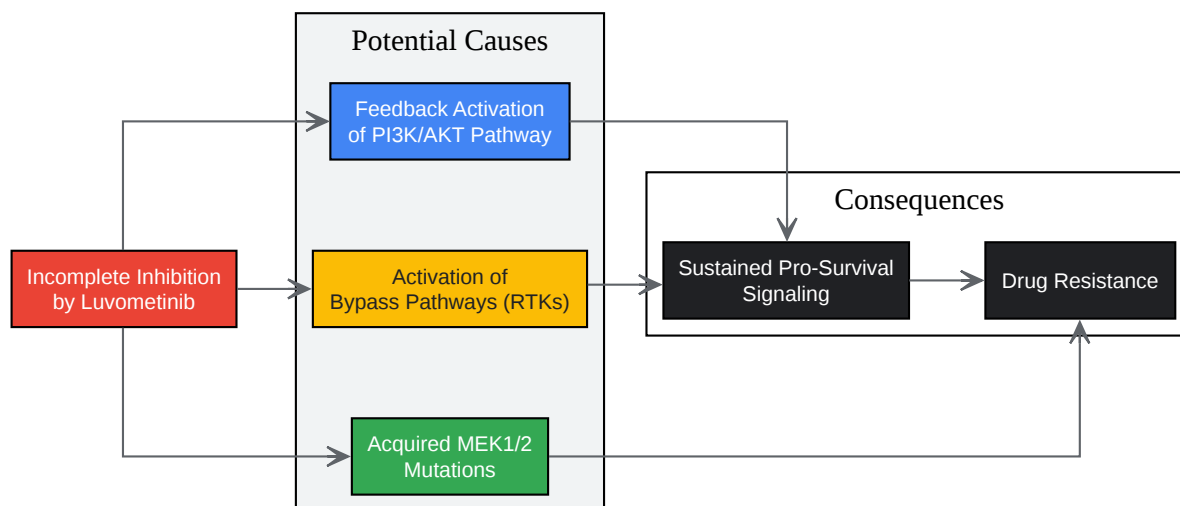 Potential Causes
Feedback Activation
of PI3K/AKT Pathway
Consequences
Incomplete Inhibition
by Luvometinib
Activation of
Bypass Pathways (RTKs)
Sustained Pro-Survival
Signaling
Drug Resistance
Acquired MEK1/2
Mutations